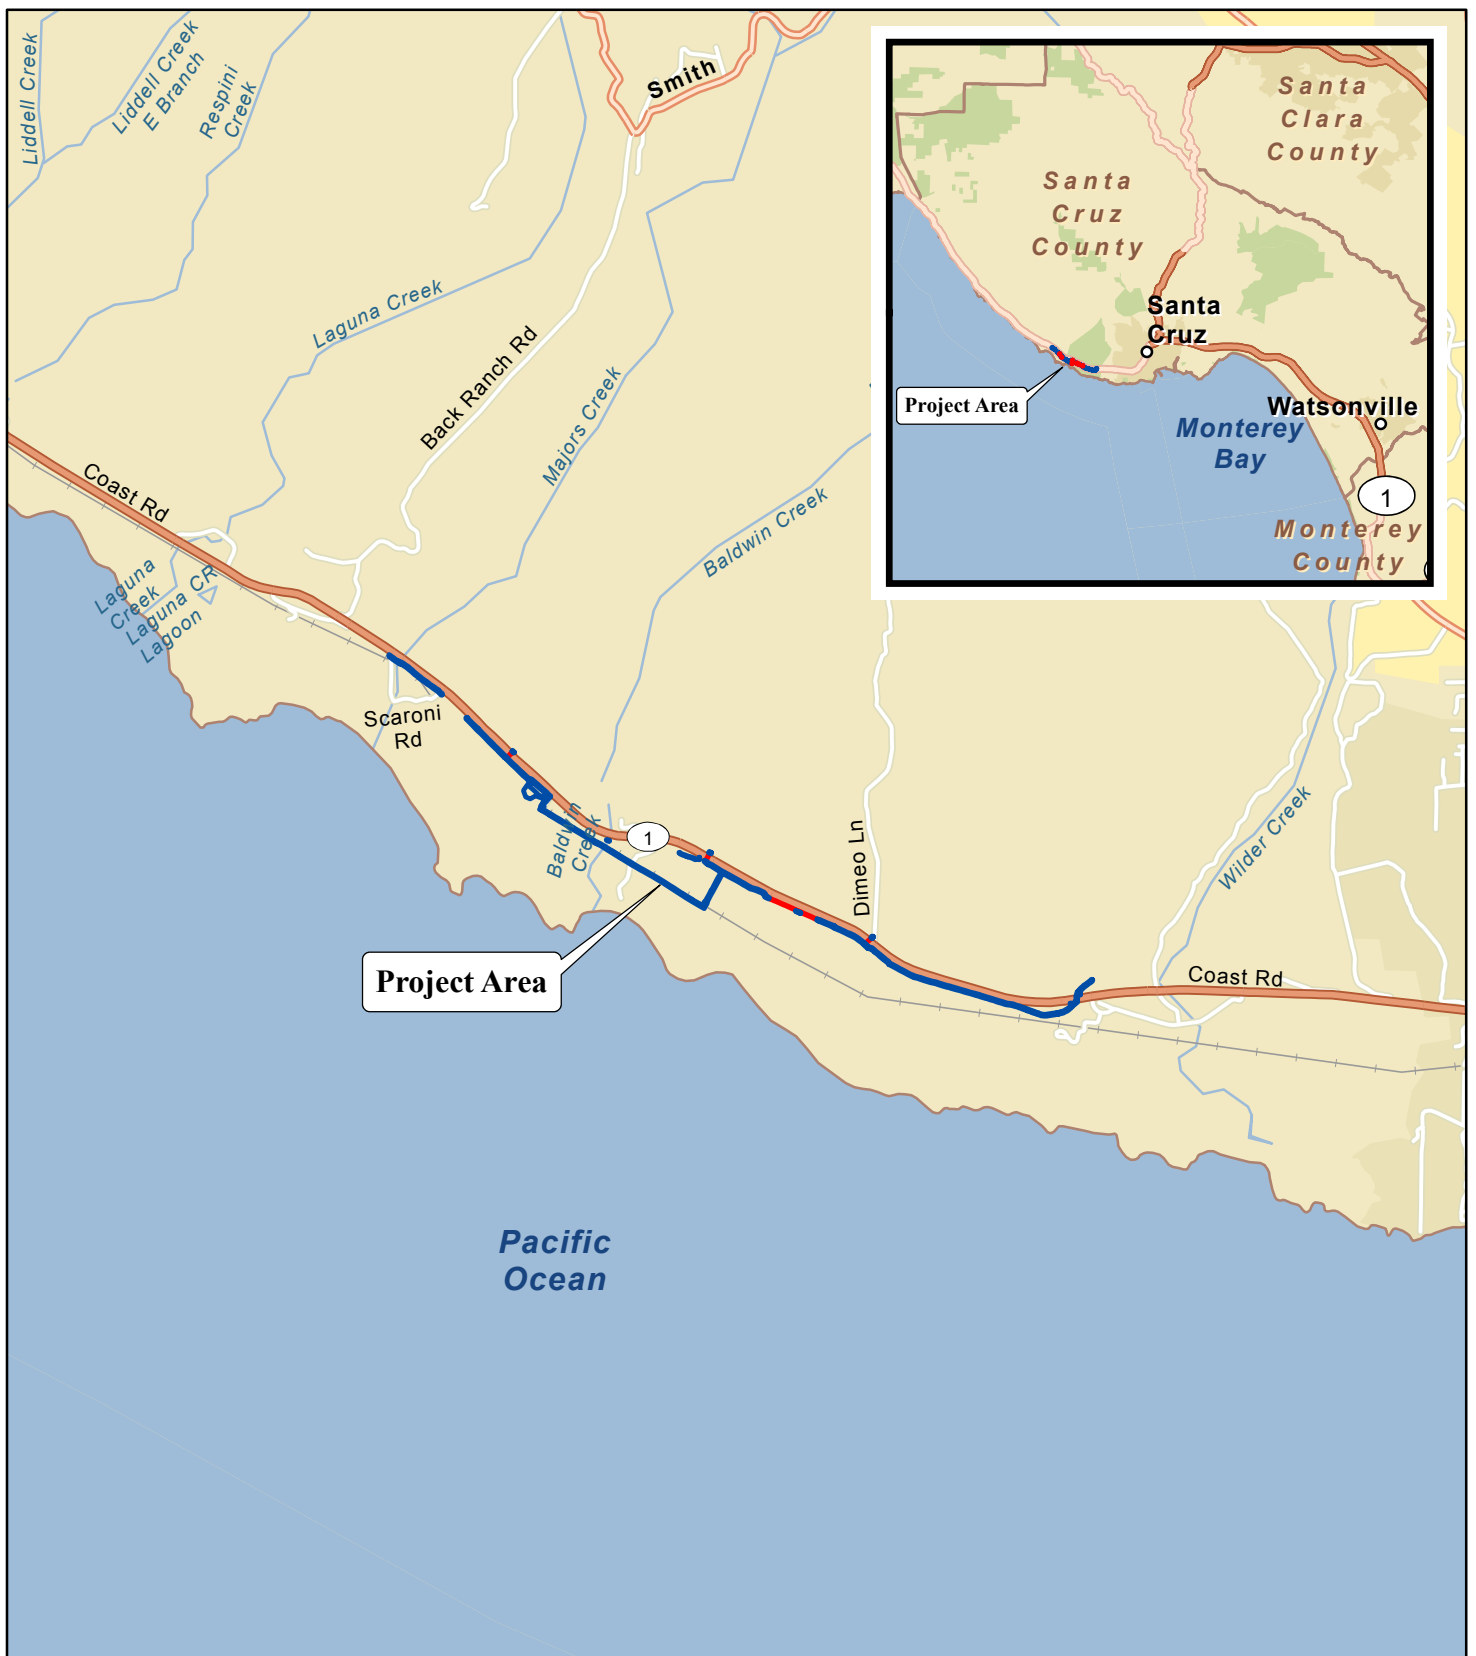 Liddell Creek
Liddell Creek
E Branch
Respini
Creek
Smith
Laguna Creek
Back Ranch Rd
Majors Creek
Baldwin Creek
Coast Rd
Laguna
Creek
Laguna CR
Lagoon
Scaroni
Rd
Baldwin
Creek
1
Dimeo Ln
Wilder Creek
Coast Rd
Project Area
Pacific
Ocean
Santa
Clara
County
Santa
Cruz
County
Santa
Cruz
Project Area
Watsonville
Monterey
Bay
1
Monterey
County